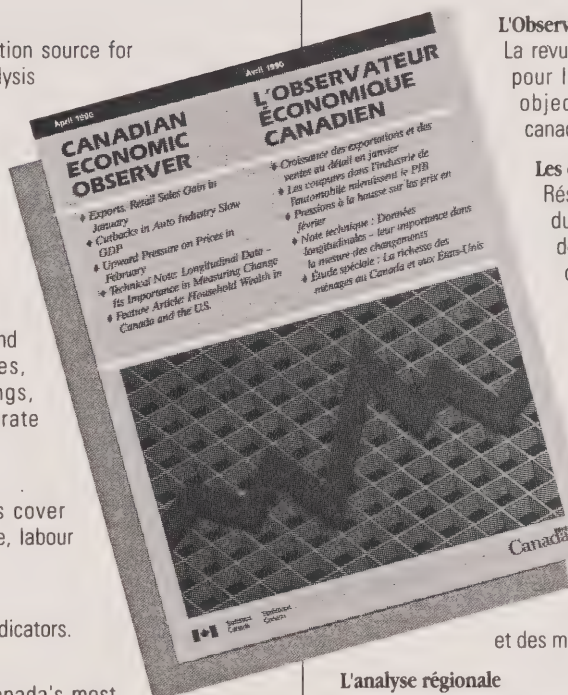 tion source for
lysis
nd
es,
ngs,
rate
s cover
e, labour
dicators.
nada's most
April 1990
CANADIAN
ECONOMIC
OBSERVER
Exports, Retail Sales Gain in
January
Cutbacks in Auto Industry Slow
GDP
Upward Pressure on Prices in
February
Technical Note: Longitudinal Data -
Its Importance in Measuring Change
Feature Article: Household Wealth in
Canada and the U.S.
Avril 1990
L'OBSERVATEUR
ÉCONOMIQUE
CANADIEN
Croissance des exportations et des
ventes au détail en janvier
Les coupures dans l'industrie de
l'automobile ralentissent le PIB
Pressions à la hausse sur les prix en
février
Note technique : Données
longitudinales - leur importance dans
la mesure des changements
Étude spéciale : La richesse des
ménages au Canada et aux États-Unis
Statistics Canada
Statistique Canada
Canada
L'Observ
La revu
pour l
objec
canad
Les
Rés
du
d
et des m
L'analyse régionale